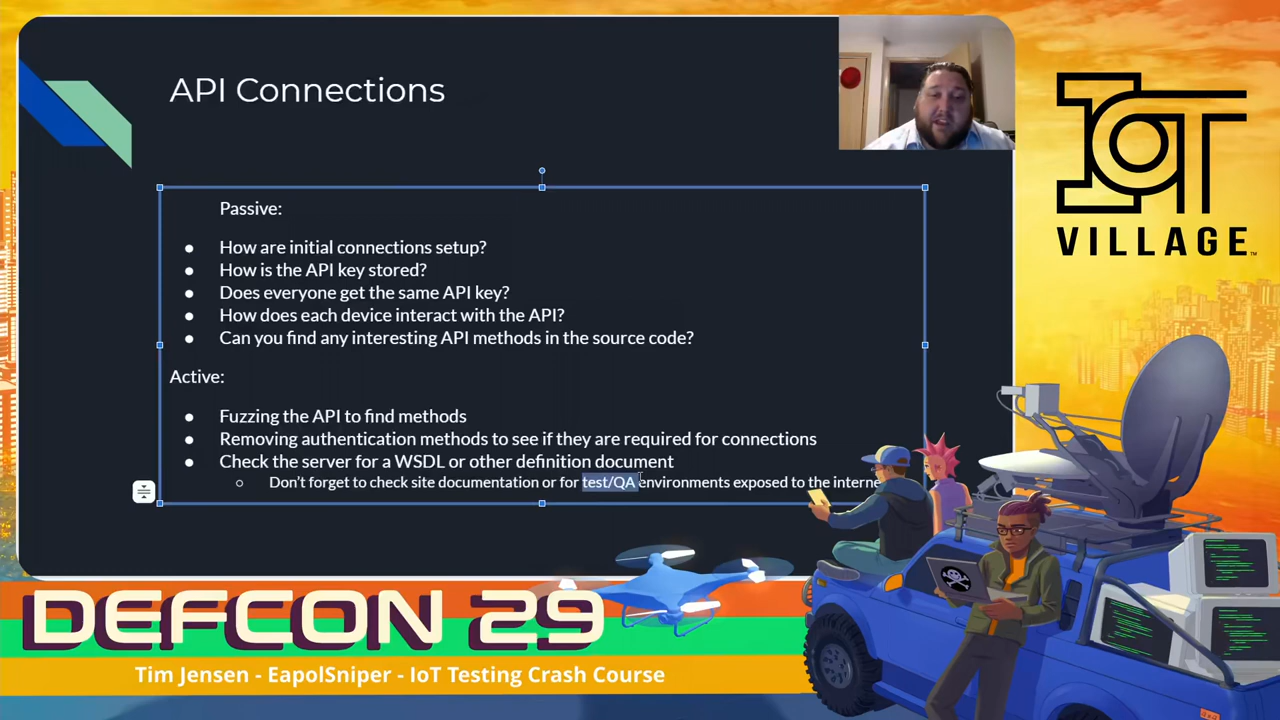 API Connections
Passive:
● How are initial connections setup?
● How is the API key stored?
● Does everyone get the same API key?
● How does each device interact with the API?
● Can you find any interesting API methods in the source code?
Active:
● Fuzzing the API to find methods
● Removing authentication methods to see if they are required for connections
● Check the server for a WSDL or other definition document
○ Don't forget to check site documentation or for test/QA environments exposed to the interne
IOT
VILLAGE™
DEFCON 29
Tim Jensen - EapolSniper - IoT Testing Crash Course